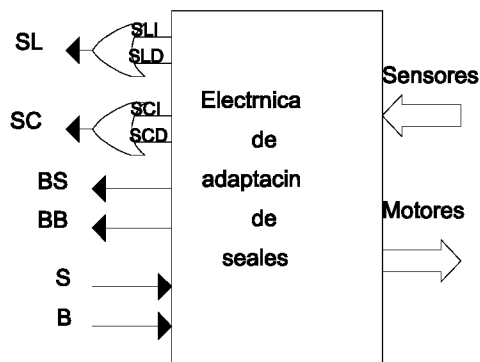 SL
SLI
SLD
SC
SCI
SCD
BS
BB
S
B
Electrnica
de
adaptacin
de
seales
Sensores
Motores